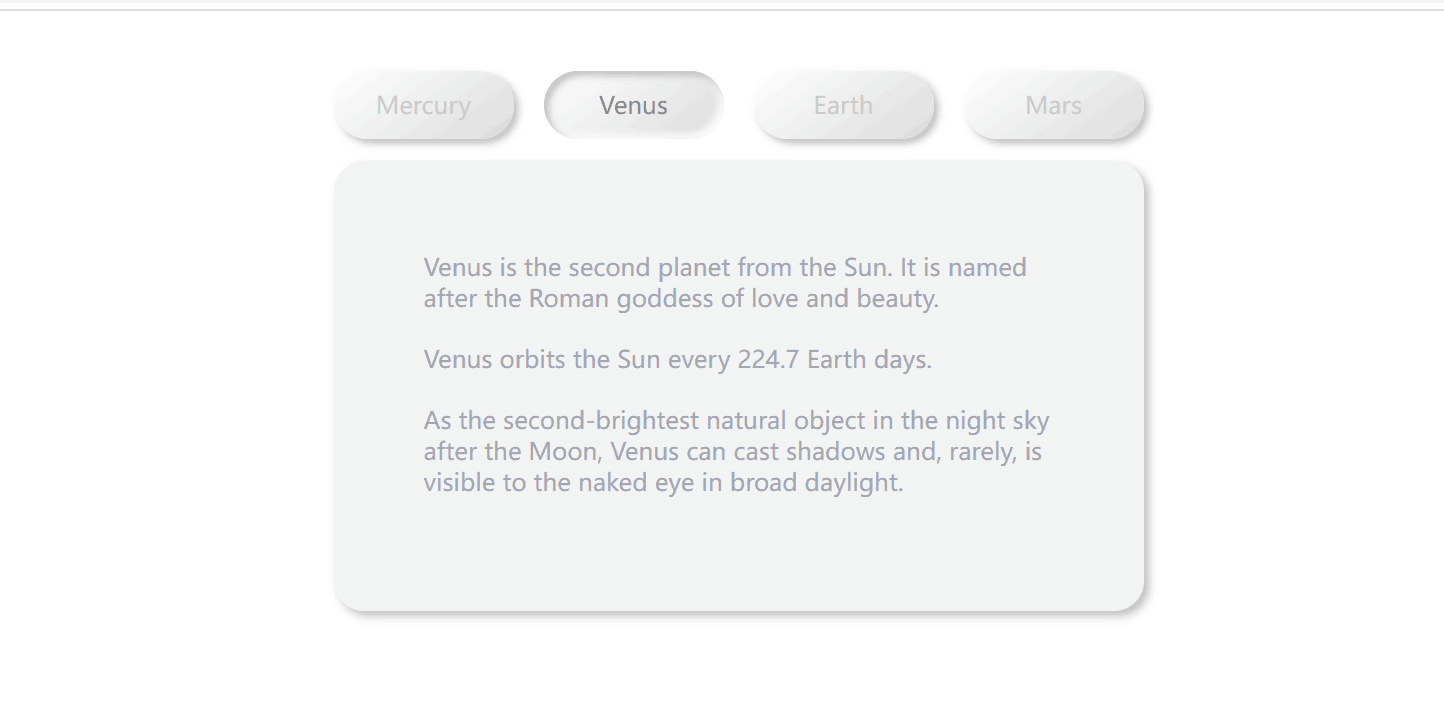 Mercury Venus Earth Mars
Venus is the second planet from the Sun. It is named
after the Roman goddess of love and beauty.
Venus orbits the Sun every 224.7 Earth days.
As the second-brightest natural object in the night sky
after the Moon, Venus can cast shadows and, rarely, is
visible to the naked eye in broad daylight.